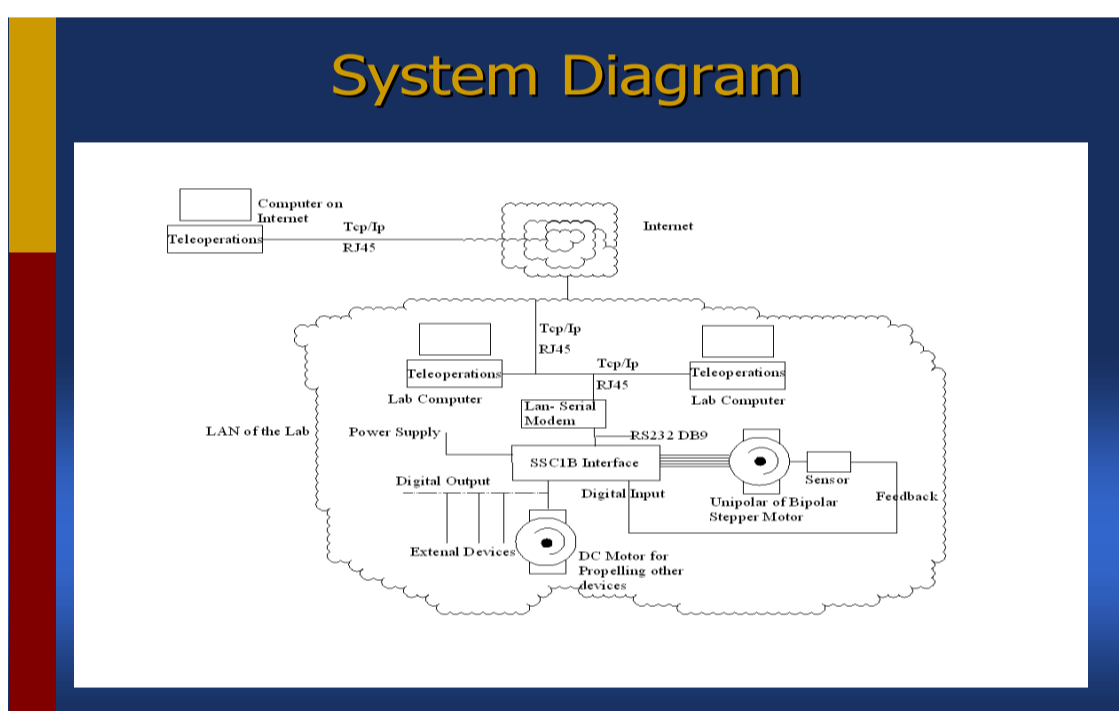 System Diagram
Computer on
Internet
Teleoperations
Tcp/Ip
RJ45
Internet
Tcp/Ip
RJ45
Teleoperations
Lab Computer
Tcp/Ip
RJ45
Teleoperations
Lab Computer
Lan- Serial
Modem
LAN of the Lab
Power Supply
RS232 DB9
SSC1B Interface
Digital Output
Digital Input
Sensor
Feedback
Unipolar of Bipolar
Stepper Motor
Extenal Devices
DC Motor for
Propelling other
devices